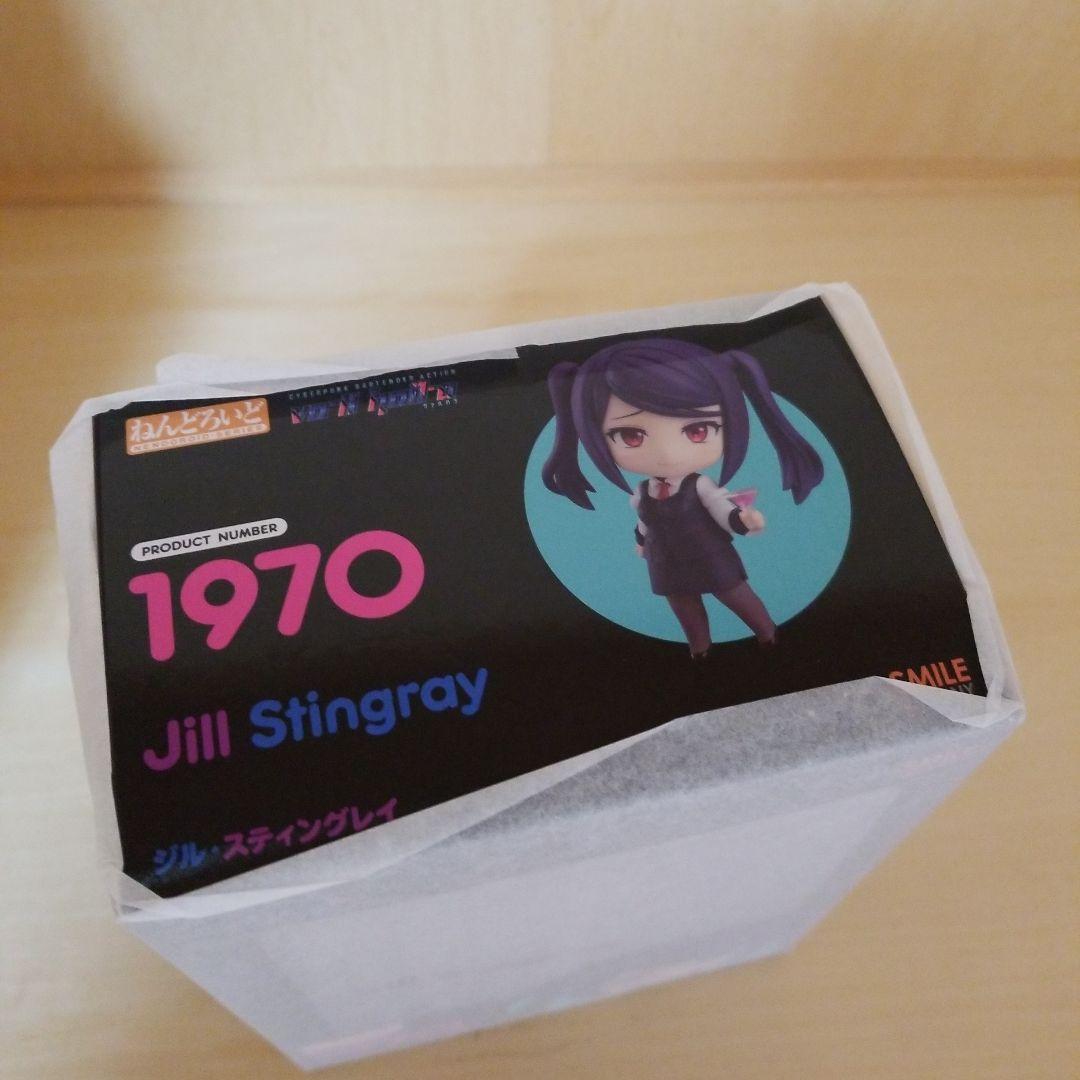 ねんどろいど
NENDOROID SERIES
CYBERPUNK BARTENDER ACTION
PRODUCT NUMBER
1970
Jill Stingray
ジル・スティングレイ
SMILE